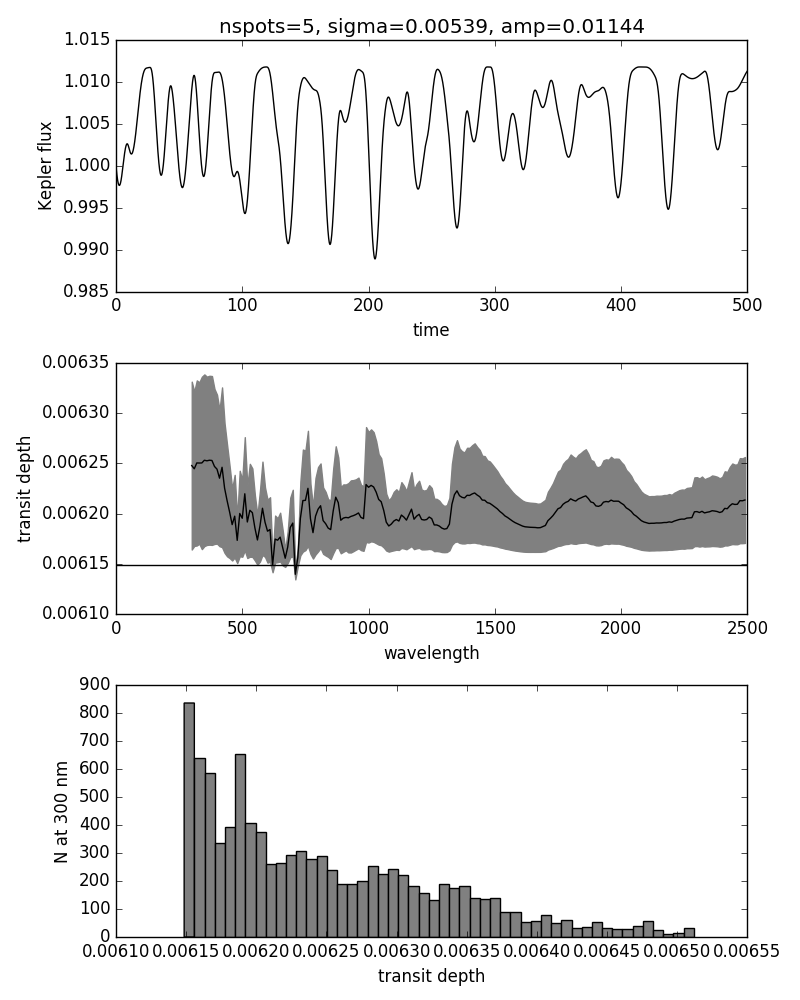 nspots=5, sigma=0.00539, amp=0.01144
1.015
1.010
1.005
1.000
0.995
0.990
0.985
Kepler flux
0 100 200 300 400 500
time
0.00635
0.00630
0.00625
0.00620
0.00615
0.00610
transit depth
0 500 1000 1500 2000 2500
wavelength
900
800
700
600
500
400
300
200
100
0
N at 300 nm
0.00610 0.00615 0.00620 0.00625 0.00630 0.00635 0.00640 0.00645 0.00650 0.00655
transit depth